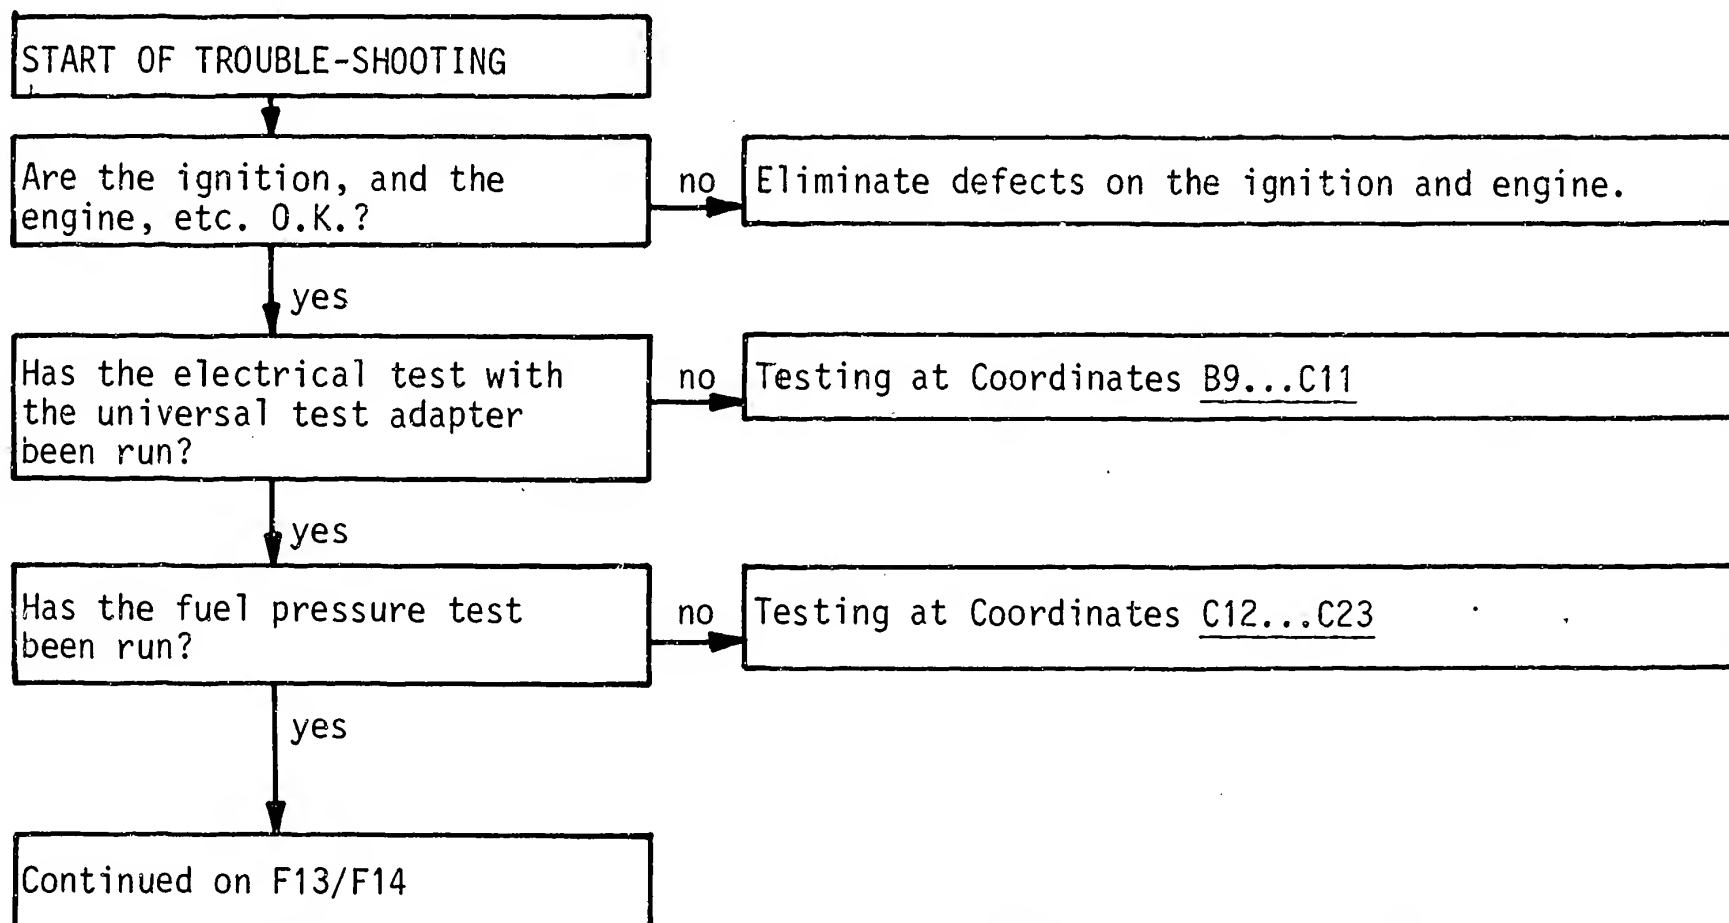 START OF TROUBLE-SHOOTING
Are the ignition, and the
engine, etc. O.K.?
no
Eliminate defects on the ignition and engine.
yes
Has the electrical test with
the universal test adapter
been run?
no
Testing at Coordinates B9...C11
yes
Has the fuel pressure test
been run?
no
Testing at Coordinates C12...C23
yes
Continued on F13/F14